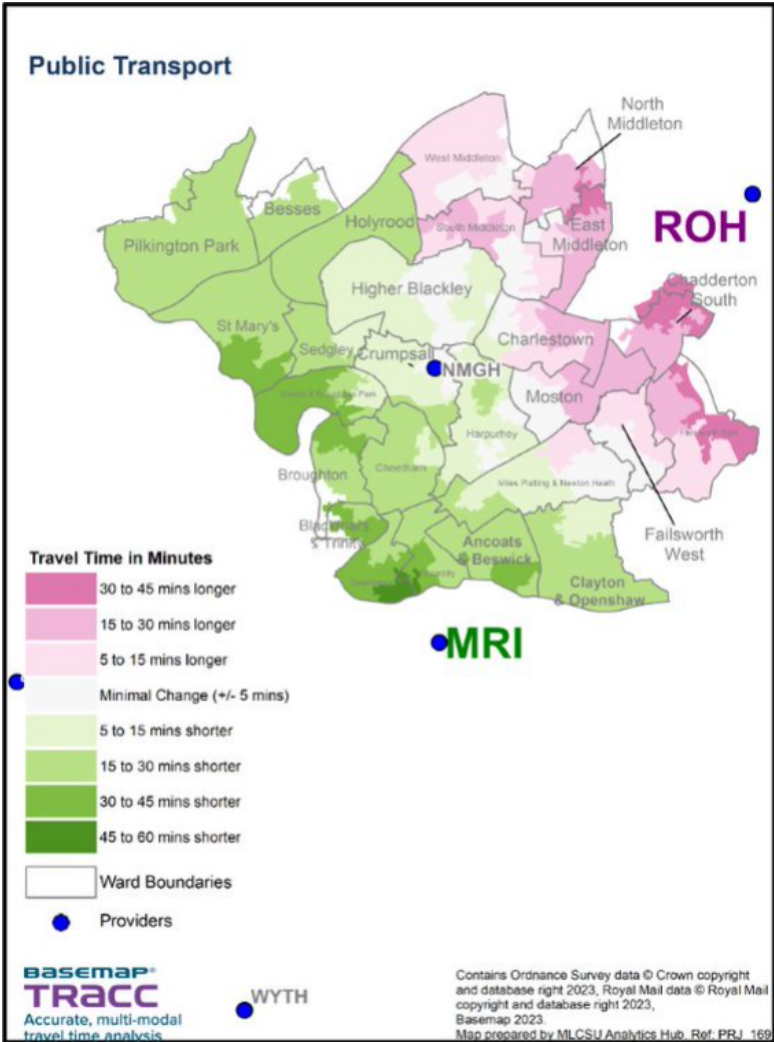 Public Transport
North
Middleton
West Middleton
Besses
Holyrood
South Middleton
East
Middleton
ROH
Pilkington Park
Chadderton
South
Higher Blackley
St Mary's
Sedgley
Crumpsall
Charlestown
NMGH
Moston
Harpurhey
Broughton
Cheetham
Miles Platting & Newton Heath
Failsworth
West
Ancoats
& Beswick
Clayton
& Openshaw
MRI
Travel Time in Minutes
30 to 45 mins longer
15 to 30 mins longer
5 to 15 mins longer
Minimal Change (+/- 5 mins)
5 to 15 mins shorter
15 to 30 mins shorter
30 to 45 mins shorter
45 to 60 mins shorter
Ward Boundaries
Providers
BASEMAP®
TRACC
Accurate, multi-modal
travel time analysis
WYTH
Contains Ordnance Survey data © Crown copyright
and database right 2023, Royal Mail data © Royal Mail
copyright and database right 2023,
Basemap 2023.
Map prepared by MLCSU Analytics Hub. Ref: PRJ_169